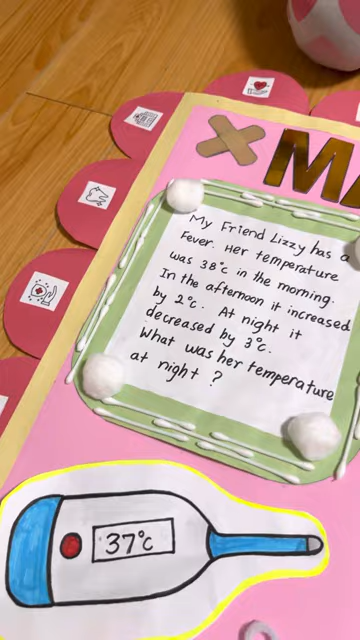 MA
My Friend Lizzy has a
Fever. Her temperature
was 38°c in the morning.
In the afternoon it increased
by 2°c. At night it
decreased by 3°c.
What was her temperature
at night ?
37°c